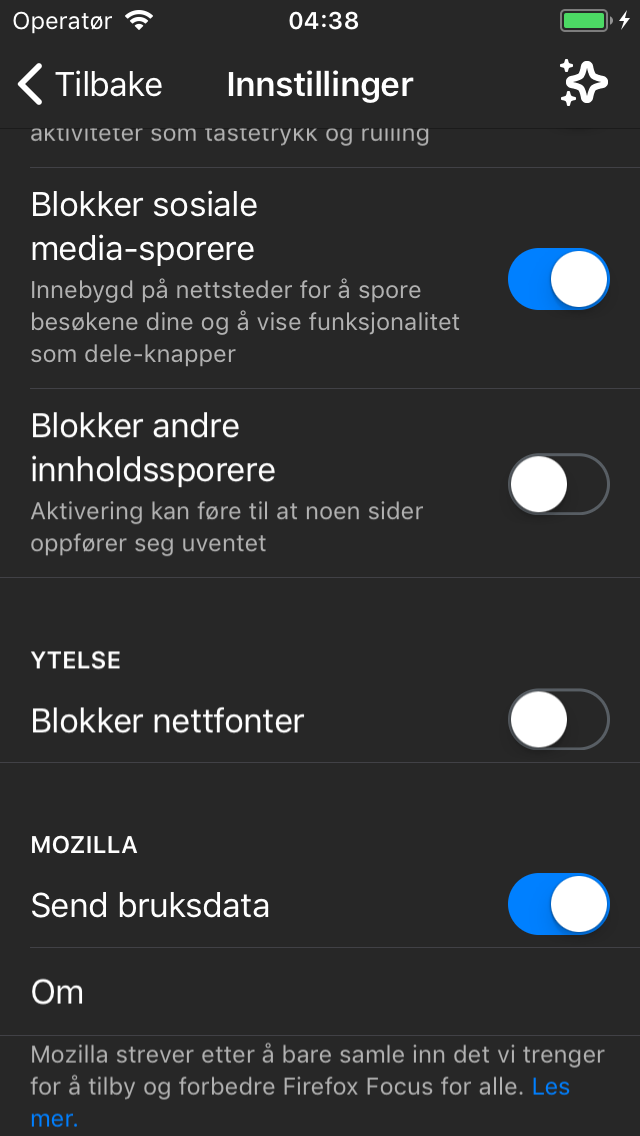 Operatør
04:38
Tilbake
Innstillinger
aktiviteter som tastetrykk og rulling
Blokker sosiale
media-sporere
Innebygd på nettsteder for å spore
besøkene dine og å vise funksjonalitet
som dele-knapper
Blokker andre
innholdssporere
Aktivering kan føre til at noen sider
oppfører seg uventet
YTELSE
Blokker nettfonter
MOZILLA
Send bruksdata
Om
Mozilla strever etter å bare samle inn det vi trenger
for å tilby og forbedre Firefox Focus for alle. Les
mer.